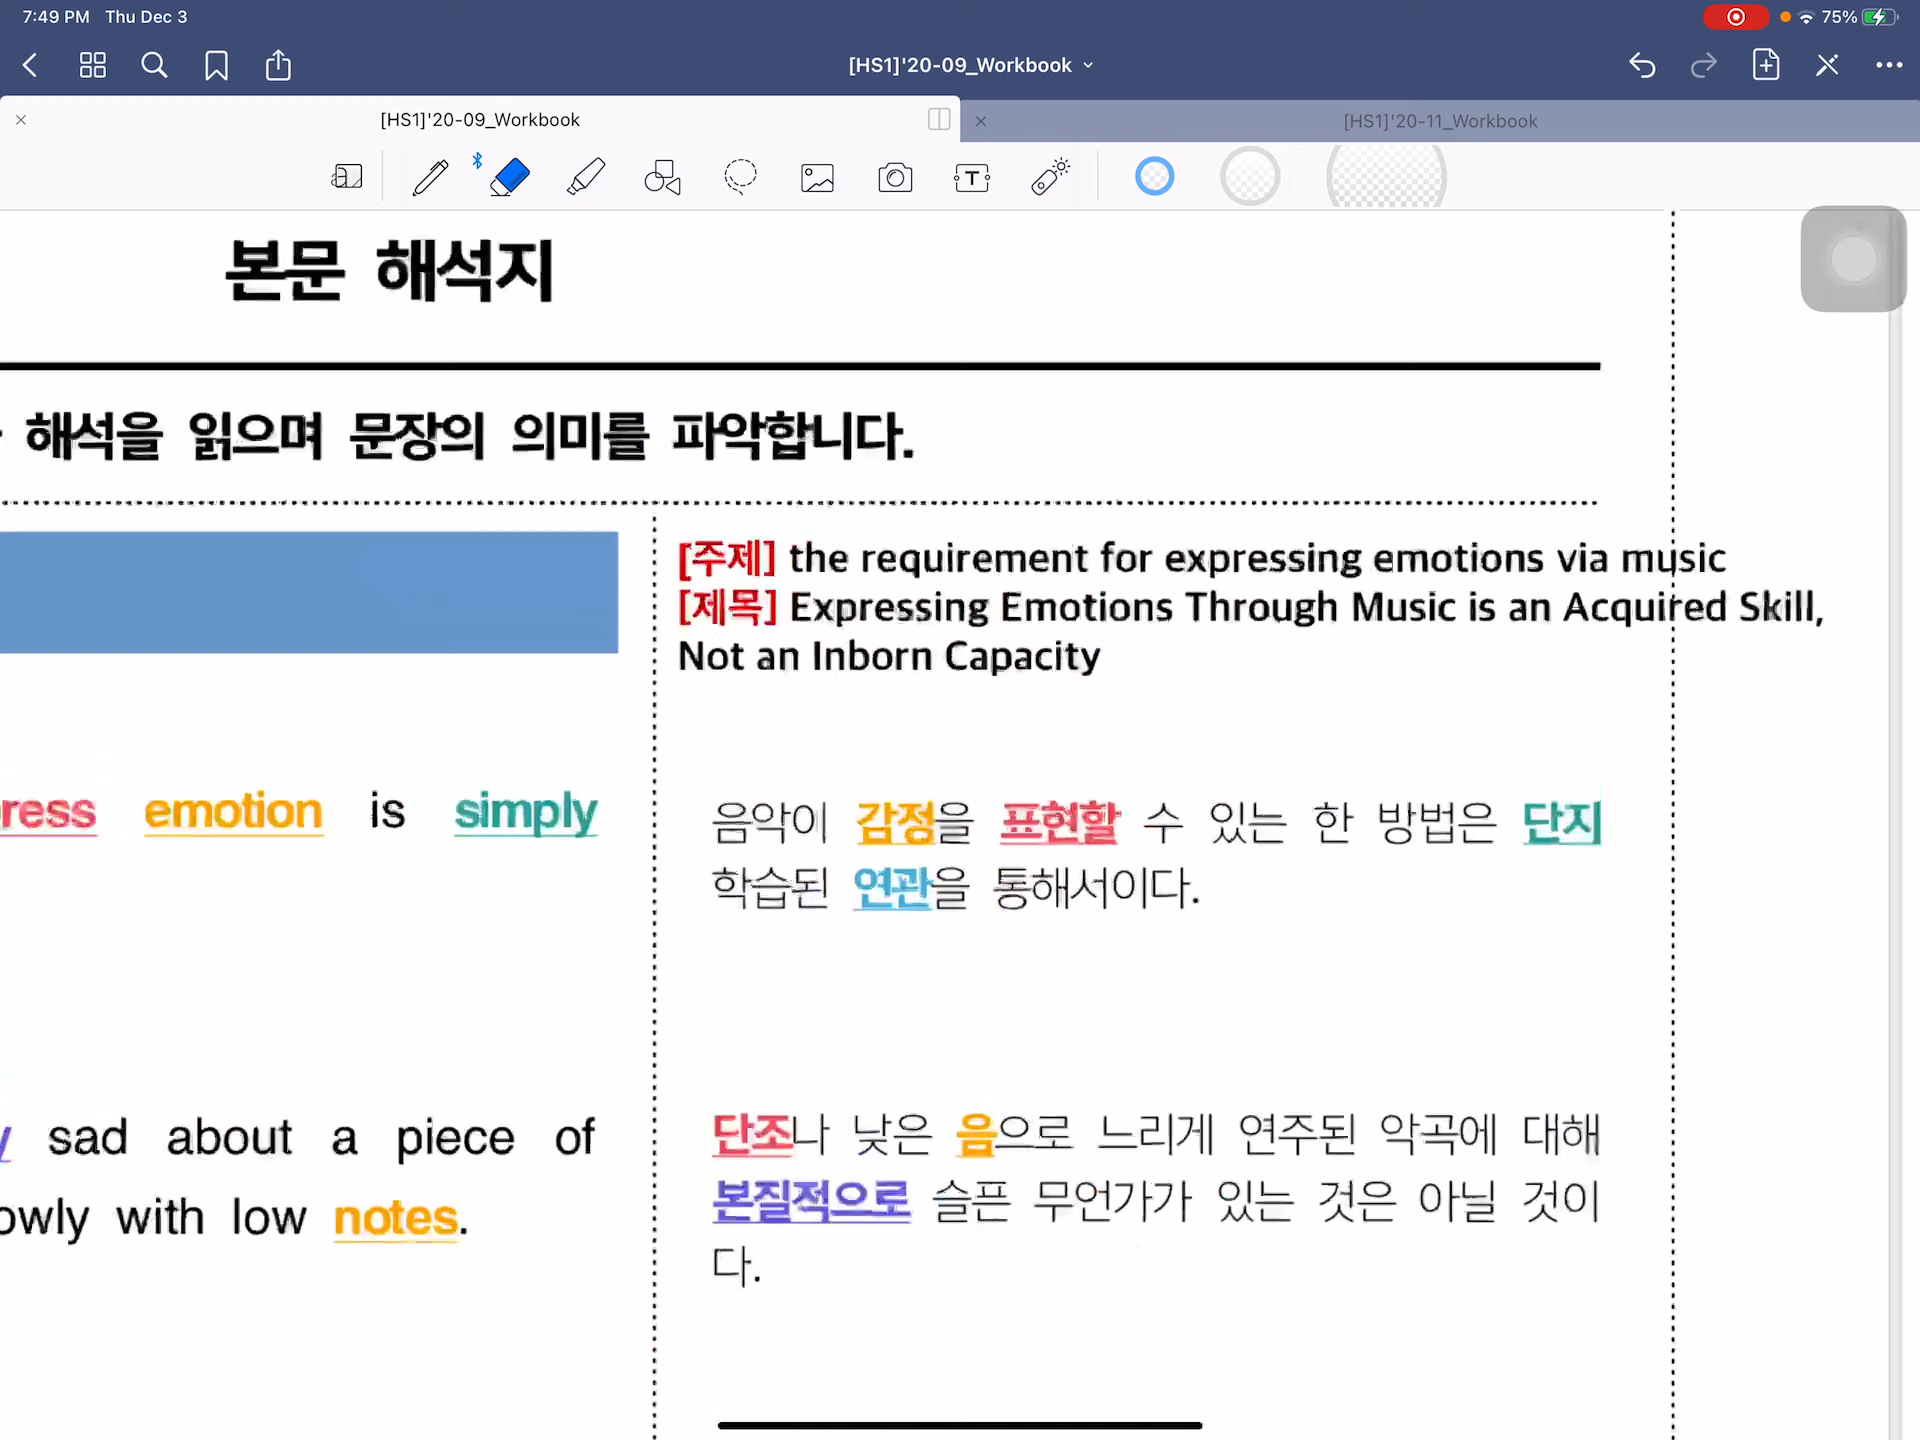 7:49 PM Thu Dec 3
75%
[HS1]'20-09_Workbook
[HS1]'20-09_Workbook
[HS1]'20-11_Workbook
본문 해석지
해석을 읽으며 문장의 의미를 파악합니다.
[주제] the requirement for expressing emotions via music
[제목] Expressing Emotions Through Music is an Acquired Skill,
Not an Inborn Capacity
ress emotion is simply
음악이 감정을 표현할 수 있는 한 방법은 단지
학습된 연관을 통해서이다.
y sad about a piece of
owly with low notes.
단조나 낮은 음으로 느리게 연주된 악곡에 대해
본질적으로 슬픈 무언가가 있는 것은 아닐 것이
다.